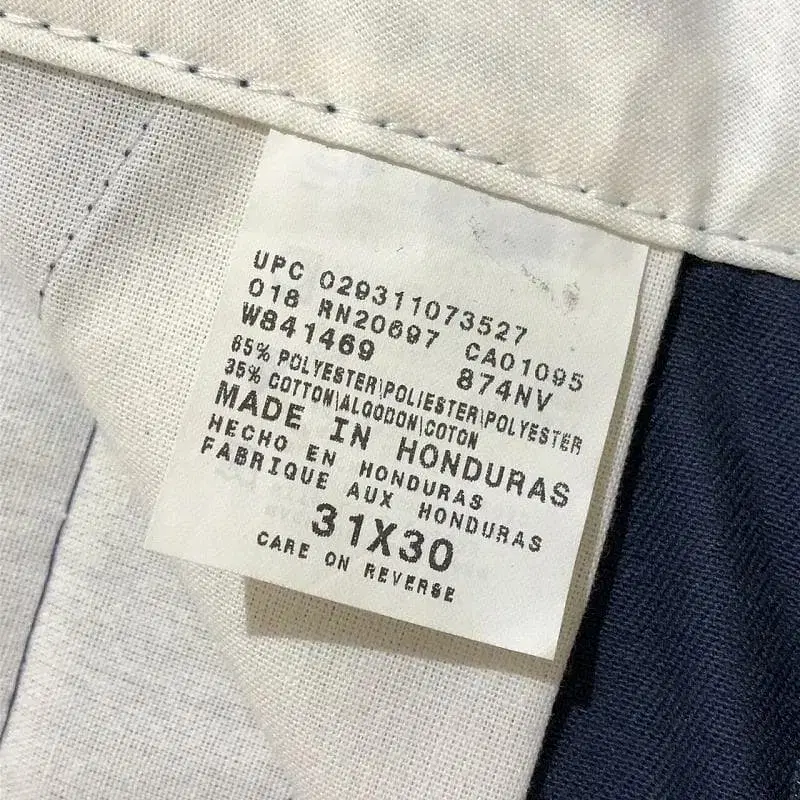 UPC 029311073527
018 RN20697 CA01095
W841469 874NV
65% POLYESTER\POLIESTER\POLYESTER
35% COTTON\ALGODON\COTON
MADE IN HONDURAS
HECHO EN HONDURAS
FABRIQUE AUX HONDURAS
31X30
CARE ON REVERSE